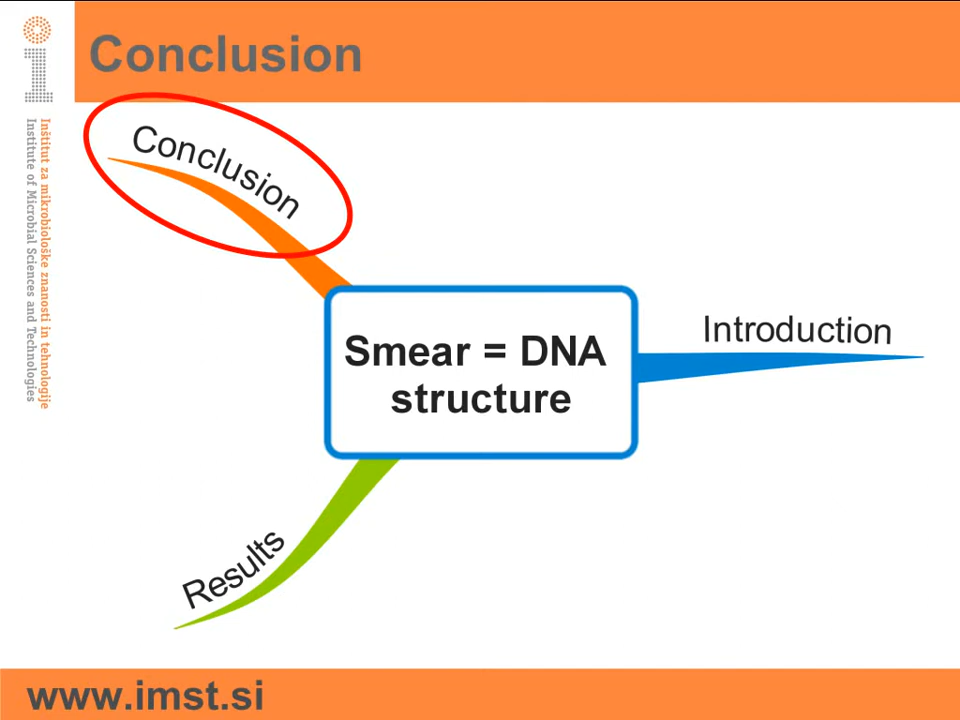 Conclusion
Inštitut za mikrobiološke znanosti in tehnologije
Institute of Microbial Sciences and Technologies
Conclusion
Smear = DNA
structure
Introduction
Results
www.imst.si